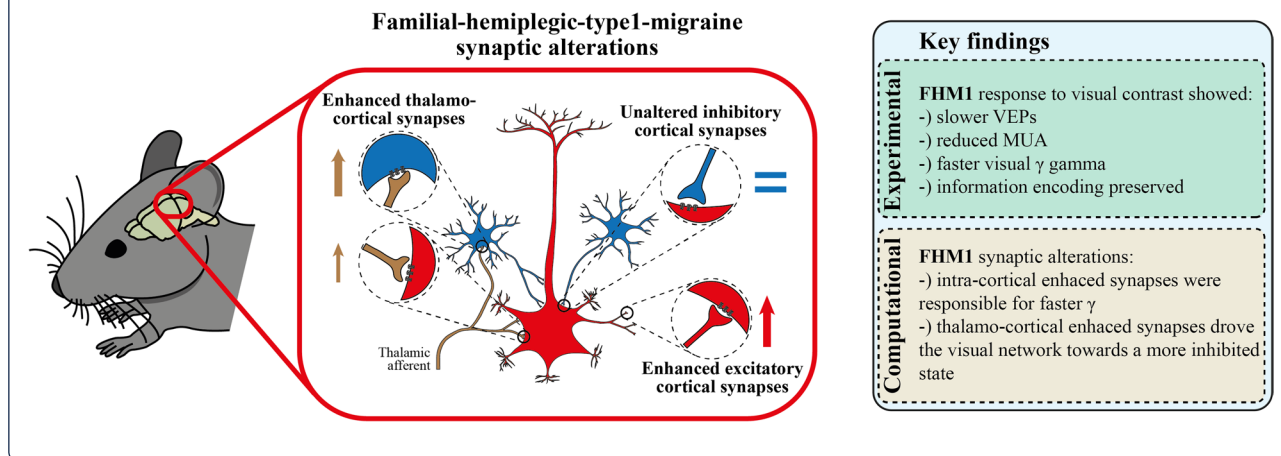 Familial-hemiplegic-type1-migraine
synaptic alterations
Enhanced thalamo-
cortical synapses
Unaltered inhibitory
cortical synapses
Thalamic
afferent
Enhanced excitatory
cortical synapses
Key findings
Experimental
FHM1 response to visual contrast showed:
-) slower VEPs
-) reduced MUA
-) faster visual γ gamma
-) information encoding preserved
Computational
FHM1 synaptic alterations:
-) intra-cortical enhaced synapses were
responsible for faster γ
-) thalamo-cortical enhaced synapses drove
the visual network towards a more inhibited
state